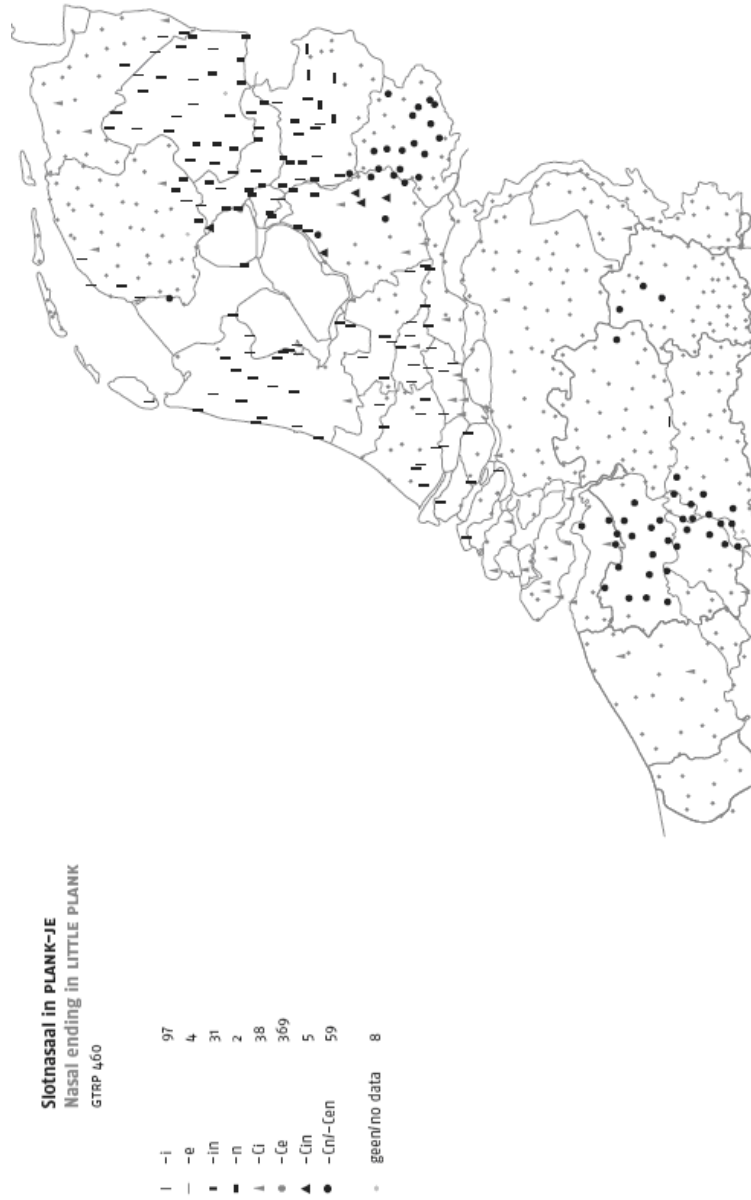 Slotnasaal in PLANK-JE
Nasal ending in LITTLE PLANK
GTRP 460
-i 97
-e 4
-in 31
-n 2
-Ci 38
-Ce 369
-Cin 5
-Cn/-Cen 59
geen/no data 8